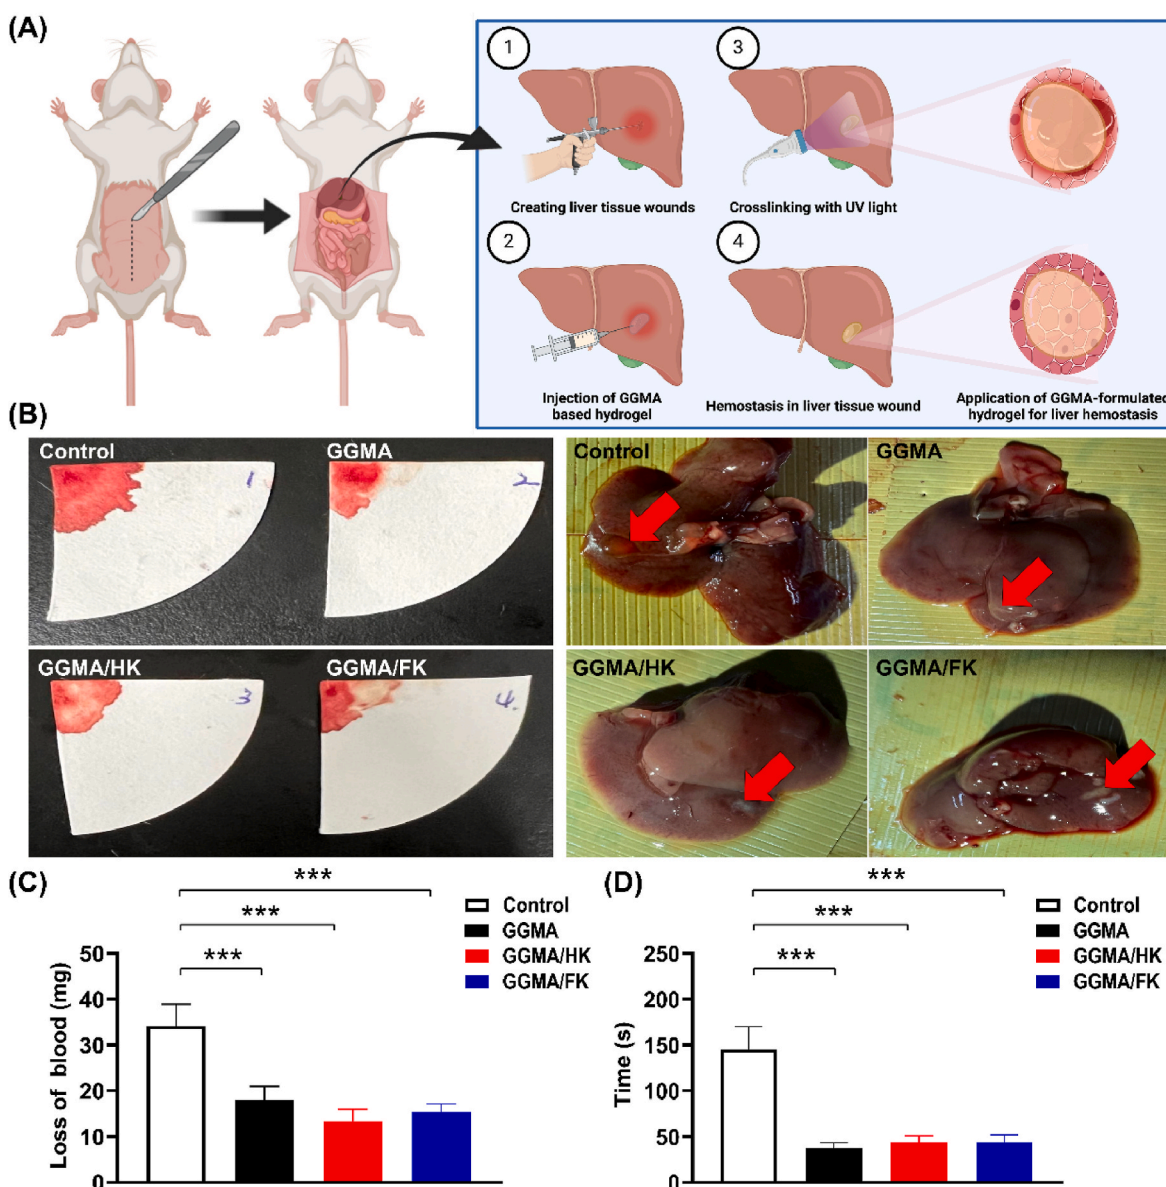 (A)
1
Creating liver tissue wounds
3
Crosslinking with UV light
2
Injection of GGMA
based hydrogel
4
Hemostasis in liver tissue wound
Application of GGMA-formulated
hydrogel for liver hemostasis
(B)
Control
1
GGMA
2
GGMA/HK
3
GGMA/FK
4
Control
GGMA
GGMA/HK
GGMA/FK
(C)
***
***
***
Control
GGMA
GGMA/HK
GGMA/FK
Loss of blood (mg)
50
40
30
20
10
0
(D)
***
***
***
Control
GGMA
GGMA/HK
GGMA/FK
Time (s)
250
200
150
100
50
0